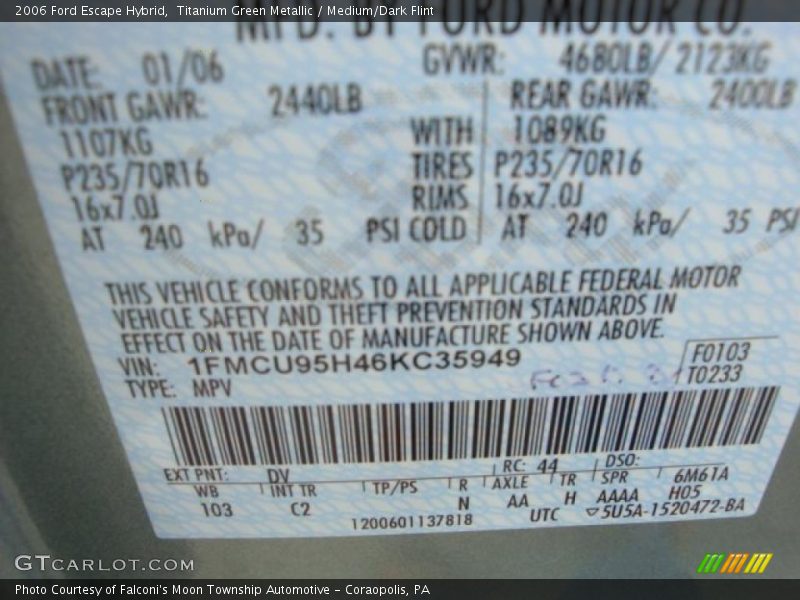 2006 Ford Escape Hybrid, Titanium Green Metallic / Medium/Dark Flint
MFD. BY FORD MOTOR CO.
DATE: 01/06 GVWR: 4680LB/ 2123KG
FRONT GAWR: 2440LB REAR GAWR: 2400LB
1107KG WITH 1089KG
P235/70R16 TIRES P235/70R16
16x7.0J RIMS 16x7.0J
AT 240 kPa/ 35 PSI COLD AT 240 kPa/ 35 PSI
THIS VEHICLE CONFORMS TO ALL APPLICABLE FEDERAL MOTOR
VEHICLE SAFETY AND THEFT PREVENTION STANDARDS IN
EFFECT ON THE DATE OF MANUFACTURE SHOWN ABOVE.
VIN: 1FMCU95H46KC35949 F0103
TYPE: MPV T0233
EXT PNT: DV RC: 44 DSO:
WB INT TR TP/PS R AXLE TR SPR 6M61A
103 C2 N AA H AAAA H05
1200601137818 UTC ▽5U5A-1520472-BA
GTCARLOT.COM
Photo Courtesy of Falconi's Moon Township Automotive - Coraopolis, PA